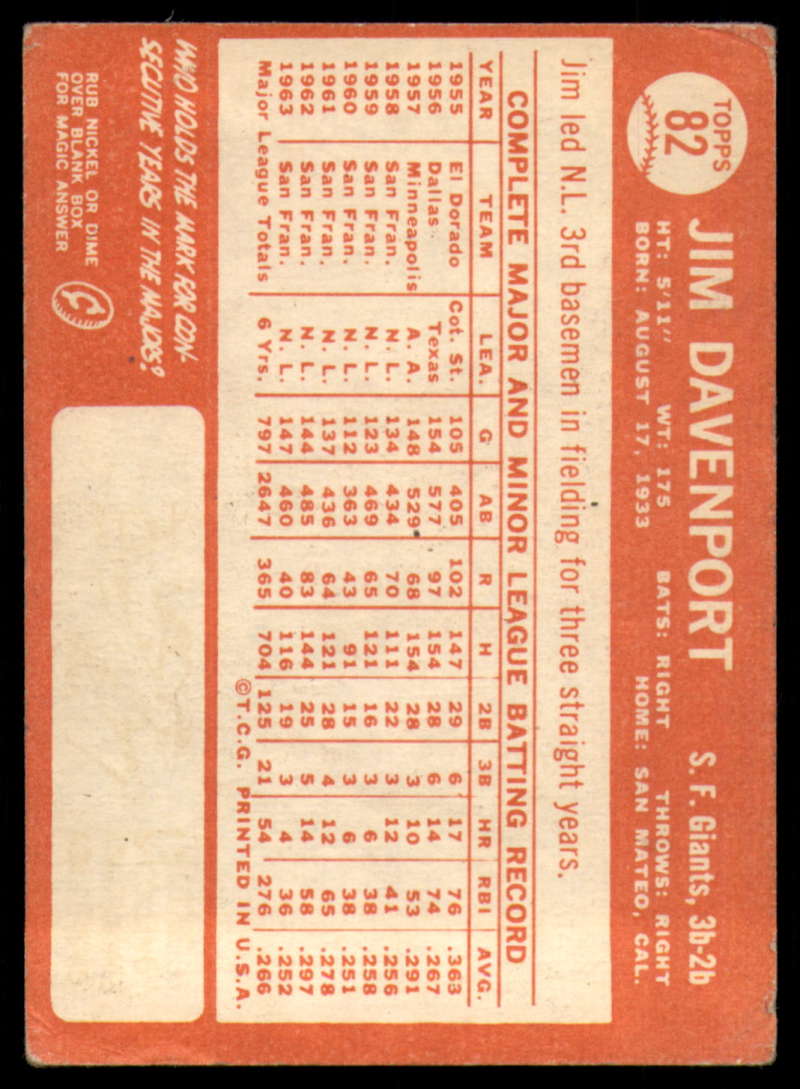 TOPPS
82
JIM DAVENPORT
S. F. Giants, 3b-2b
HT: 5'11" WT: 175 BATS: RIGHT THROWS: RIGHT
BORN: AUGUST 17, 1933 HOME: SAN MATEO, CAL.
Jim led N.L. 3rd basemen in fielding for three straight years.
COMPLETE MAJOR AND MINOR LEAGUE BATTING RECORD
YEAR TEAM LEA. G AB R H 2B 3B HR RBI AVG.
1955 El Dorado Cot. St. 105 405 102 147 29 6 17 76 .363
1956 Dallas Texas 154 577 97 154 28 6 14 74 .267
1957 Minneapolis A. A. 148 529 68 154 28 3 10 53 .291
1958 San Fran. N. L. 134 434 70 111 22 3 12 41 .256
1959 San Fran. N. L. 123 469 65 121 16 3 6 38 .258
1960 San Fran. N. L. 112 363 43 91 15 3 6 38 .251
1961 San Fran. N. L. 137 436 64 121 28 4 12 65 .278
1962 San Fran. N. L. 144 485 83 144 25 5 14 58 .297
1963 San Fran. N. L. 147 460 40 116 19 3 4 36 .252
Major League Totals 6 Yrs. 797 2647 365 704 125 21 54 276 .266
©T.C.G. PRINTED IN U.S.A.
WHO HOLDS THE MARK FOR CON-
SECUTIVE YEARS IN THE MAJORS?
RUB NICKEL OR DIME
OVER BLANK BOX
FOR MAGIC ANSWER